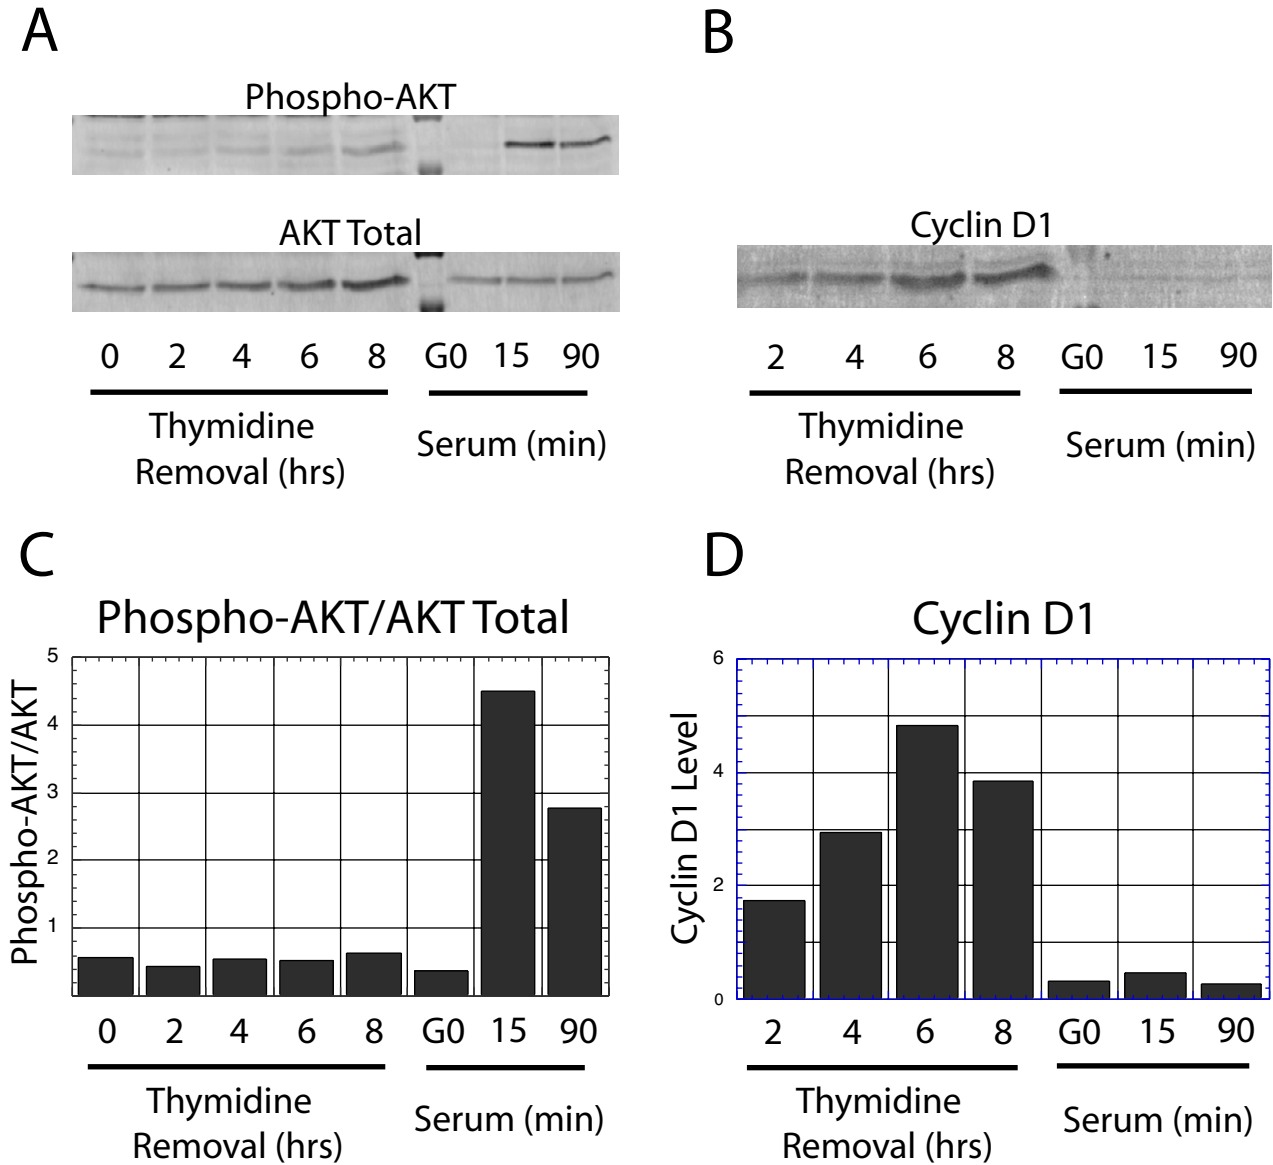 A
B
Phospho-AKT
AKT Total
Cyclin D1
0 2 4 6 8 G0 15 90
2 4 6 8 G0 15 90
Thymidine
Removal (hrs)
Serum (min)
Thymidine
Removal (hrs)
Serum (min)
C
D
Phospho-AKT/AKT Total
Cyclin D1
5
4
3
2
1
Phospho-AKT/AKT
6
4
2
0
Cyclin D1 Level
0 2 4 6 8 G0 15 90
2 4 6 8 G0 15 90
Thymidine
Removal (hrs)
Serum (min)
Thymidine
Removal (hrs)
Serum (min)